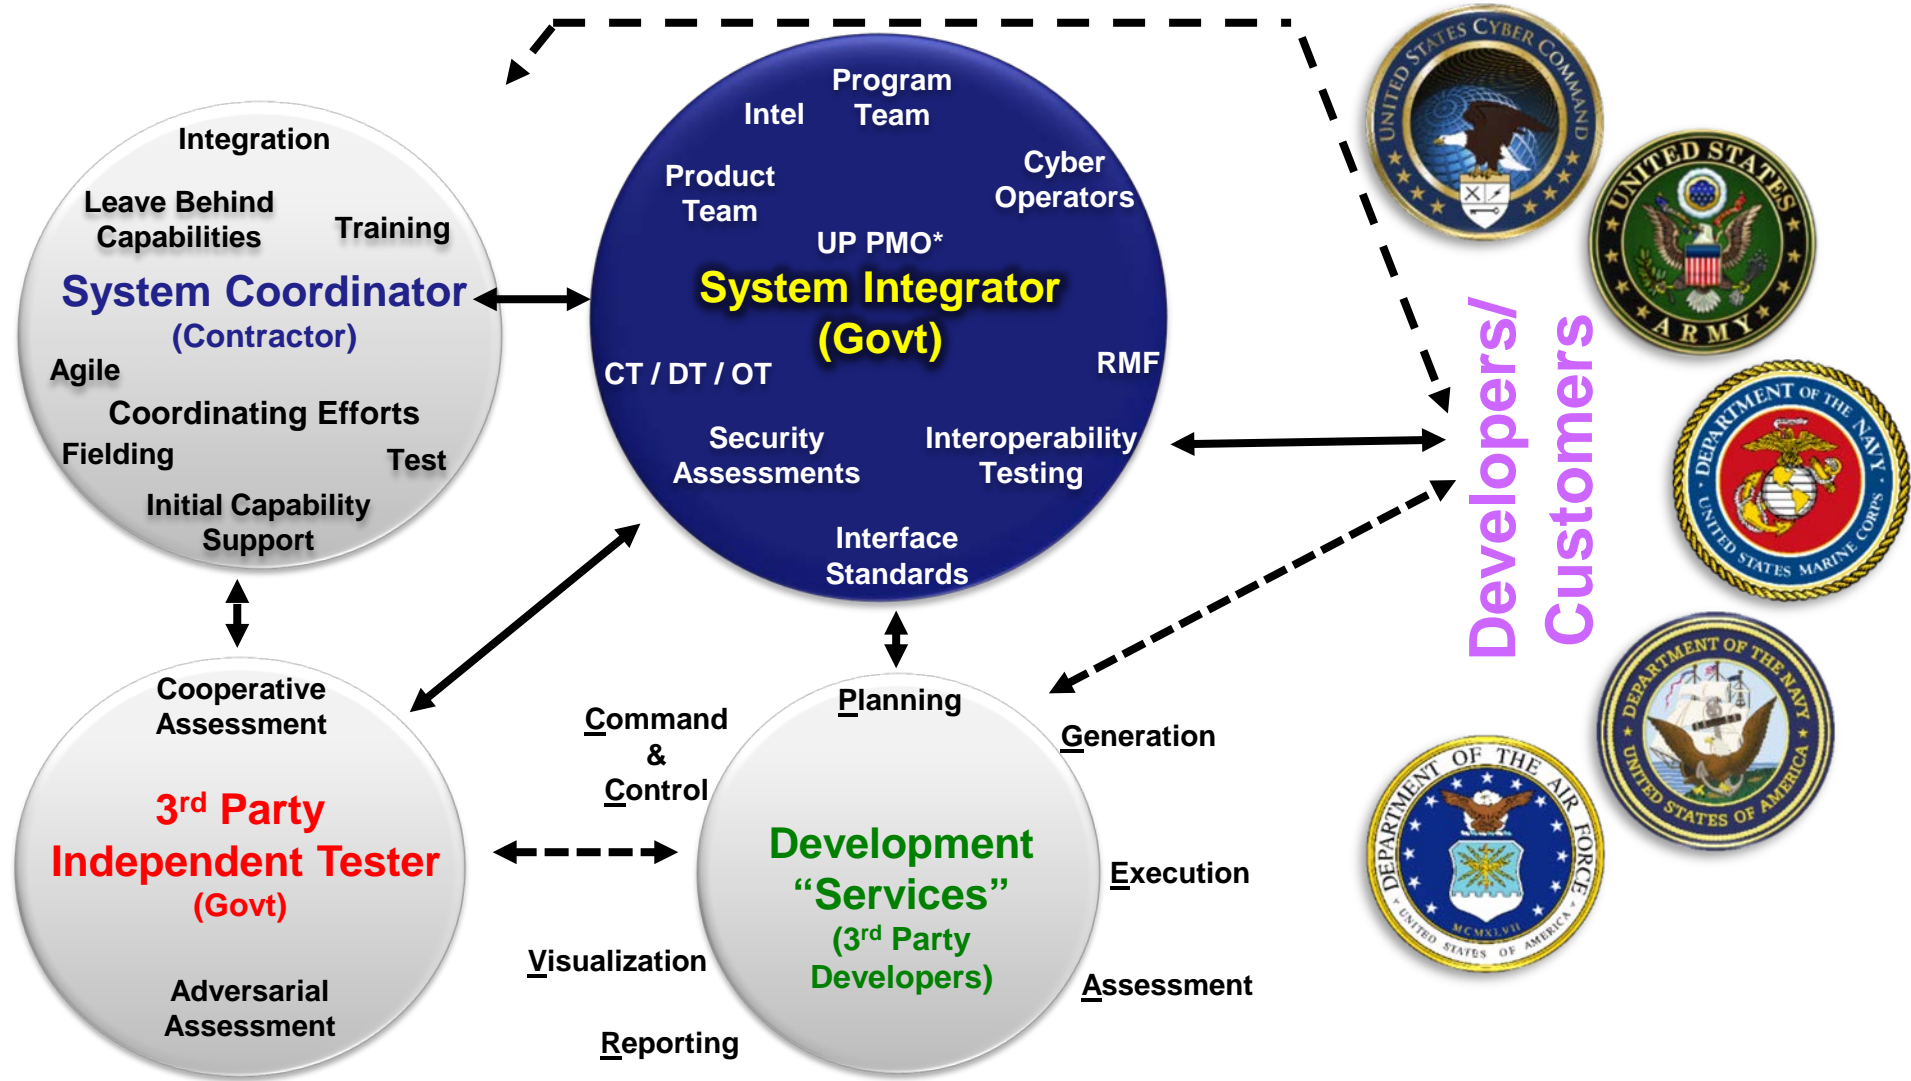 Integration
Leave Behind
Capabilities
Training
System Coordinator
(Contractor)
Agile
Coordinating Efforts
Fielding
Test
Initial Capability
Support
Program
Team
Intel
Cyber
Operators
Product
Team
UP PMO*
System Integrator
(Govt)
CT / DT / OT
RMF
Security
Assessments
Interoperability
Testing
Interface
Standards
Cooperative
Assessment
3rd Party
Independent Tester
(Govt)
Adversarial
Assessment
Command
&
Control
Planning
Generation
Development
“Services”
(3rd Party
Developers)
Execution
Visualization
Assessment
Reporting
Developers/
Customers
UNITED STATES CYBER COMMAND
UNITED STATES
ARMY
DEPARTMENT OF THE NAVY
UNITED STATES MARINE CORPS
DEPARTMENT OF THE NAVY
UNITED STATES OF AMERICA
DEPARTMENT OF THE AIR FORCE
MCMXLVII
UNITED STATES OF AMERICA